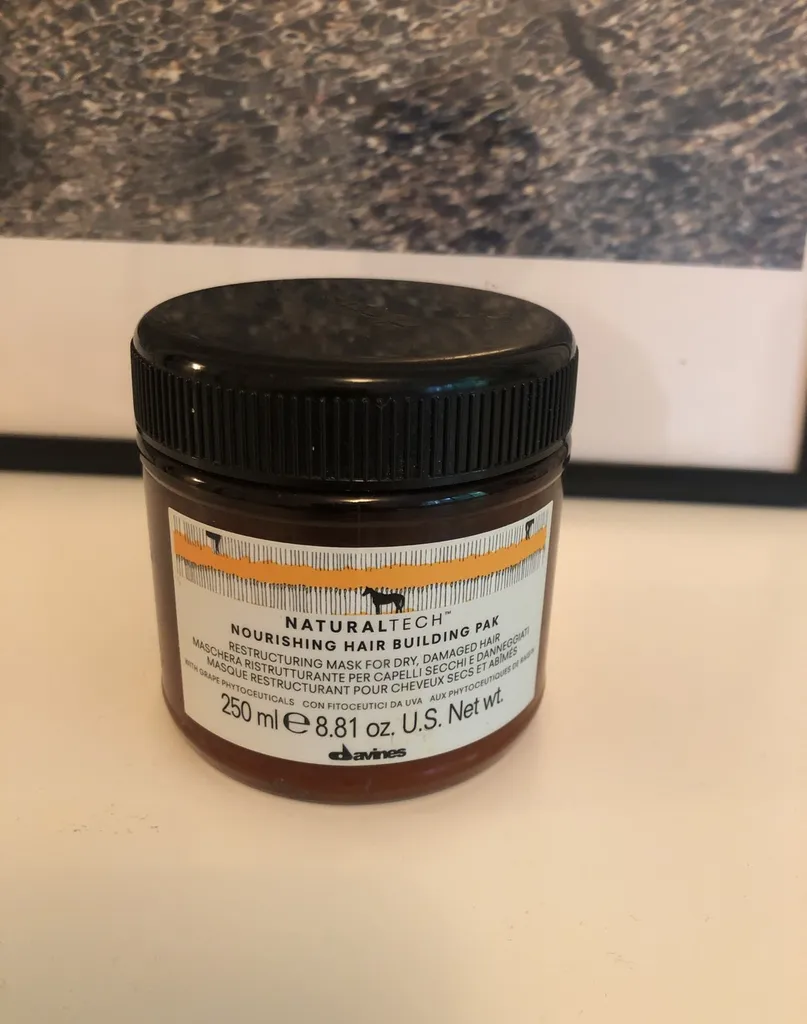 NATURALTECH™
NOURISHING HAIR BUILDING PAK
RESTRUCTURING MASK FOR DRY, DAMAGED HAIR
MASCHERA RISTRUTTURANTE PER CAPELLI SECCHI E DANNEGGIATI
MASQUE RESTRUCTURANT POUR CHEVEUX SECS ET ABÎMÉS
WITH GRAPE PHYTOCEUTICALS CON FITOCEUTICI DA UVA AUX PHYTOCEUTIQUES DE RAISIN
250 ml ℮ 8.81 oz. U.S. Net wt.
davines